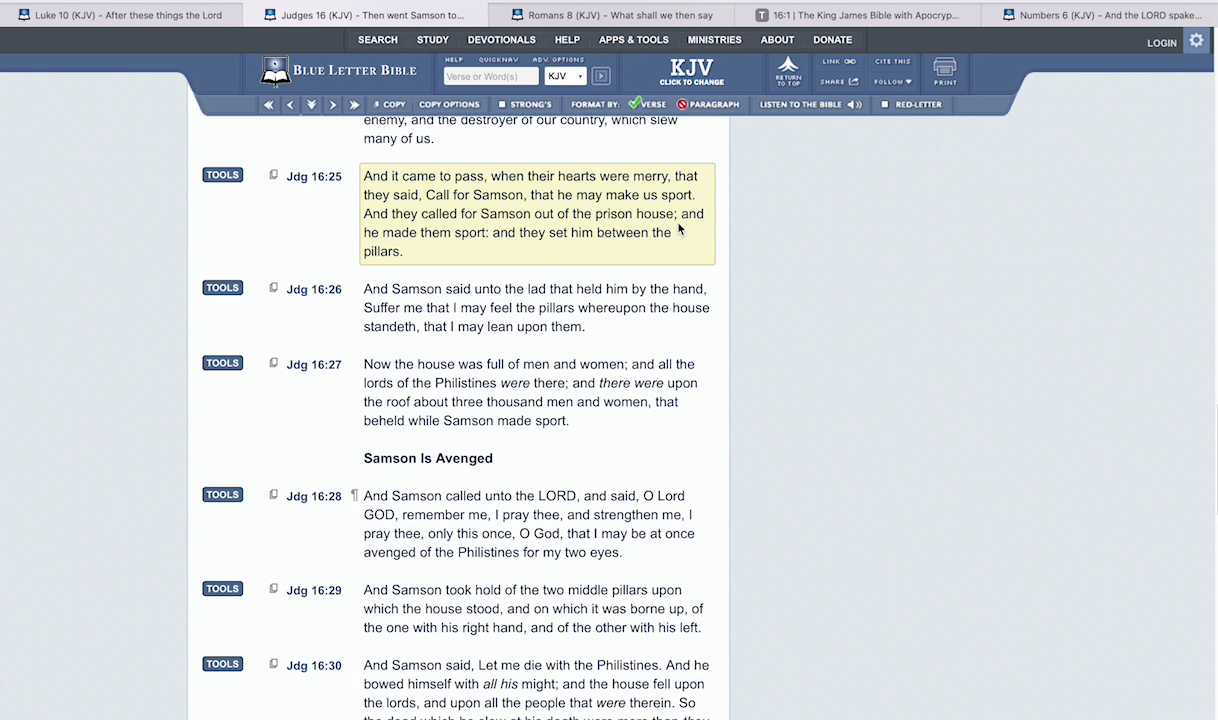 Luke 10 (KJV) - After these things the Lord
Judges 16 (KJV) - Then went Samson to...
Romans 8 (KJV) - What shall we then say
T 16:1 | The King James Bible with Apocryp...
Numbers 6 (KJV) - And the LORD spake...
SEARCH STUDY DEVOTIONALS HELP APPS & TOOLS MINISTRIES ABOUT DONATE
LOGIN
BLUE LETTER BIBLE
HELP QUICKNAV ADV. OPTIONS
Verse or Word(s) KJV
KJV
CLICK TO CHANGE
RETURN
TO TOP
LINK CITE THIS
SHARE FOLLOW
PRINT
COPY COPY OPTIONS STRONG'S FORMAT BY: VERSE PARAGRAPH LISTEN TO THE BIBLE RED-LETTER
enemy, and the destroyer of our country, which slew
many of us.
TOOLS Jdg 16:25 And it came to pass, when their hearts were merry, that
they said, Call for Samson, that he may make us sport.
And they called for Samson out of the prison house; and
he made them sport: and they set him between the
pillars.
TOOLS Jdg 16:26 And Samson said unto the lad that held him by the hand,
Suffer me that I may feel the pillars whereupon the house
standeth, that I may lean upon them.
TOOLS Jdg 16:27 Now the house was full of men and women; and all the
lords of the Philistines were there; and there were upon
the roof about three thousand men and women, that
beheld while Samson made sport.
Samson Is Avenged
TOOLS Jdg 16:28 ¶ And Samson called unto the LORD, and said, O Lord
GOD, remember me, I pray thee, and strengthen me, I
pray thee, only this once, O God, that I may be at once
avenged of the Philistines for my two eyes.
TOOLS Jdg 16:29 And Samson took hold of the two middle pillars upon
which the house stood, and on which it was borne up, of
the one with his right hand, and of the other with his left.
TOOLS Jdg 16:30 And Samson said, Let me die with the Philistines. And he
bowed himself with all his might; and the house fell upon
the lords, and upon all the people that were therein. So
the dead which he slew at his death were more than they